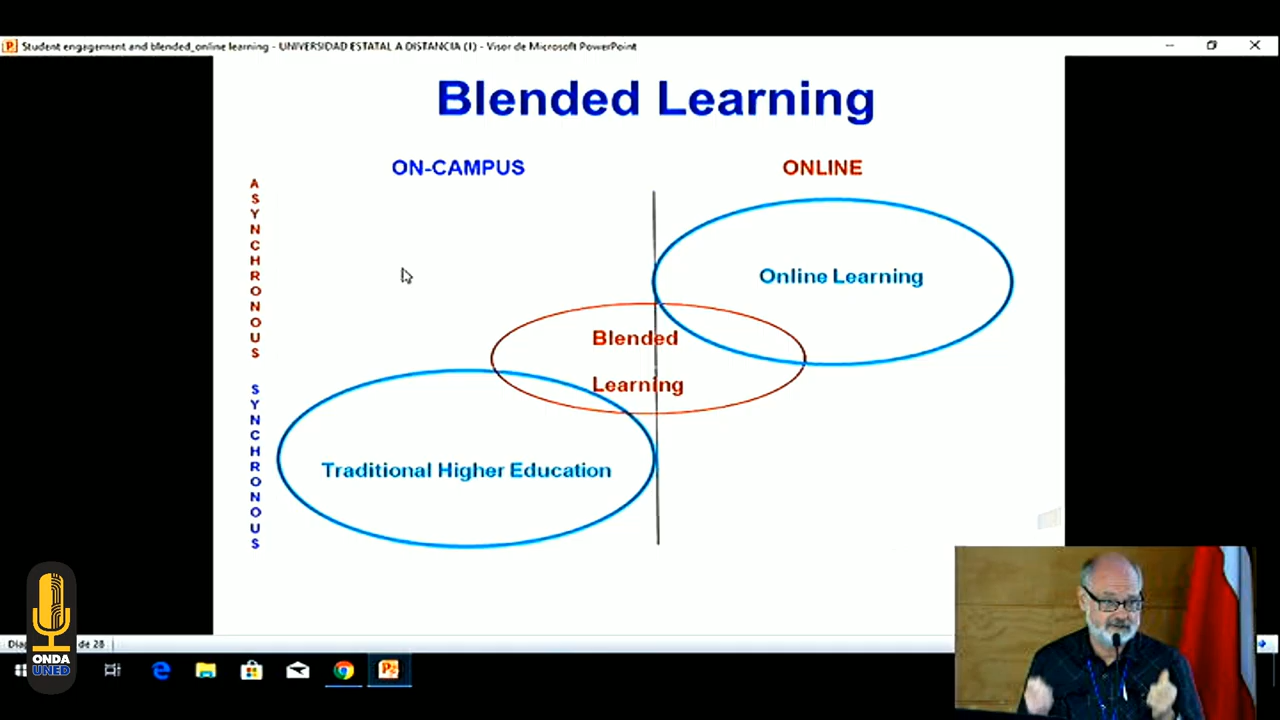 Student engagement and blended_online learning - UNIVERSIDAD ESTATAL A DISTANCIA (1) - Visor de Microsoft PowerPoint
Blended Learning
ON-CAMPUS
ONLINE
ASYNCHRONOUS
Online Learning
Blended
Learning
SYNCHRONOUS
Traditional Higher Education
de 28
ONDA
UNED